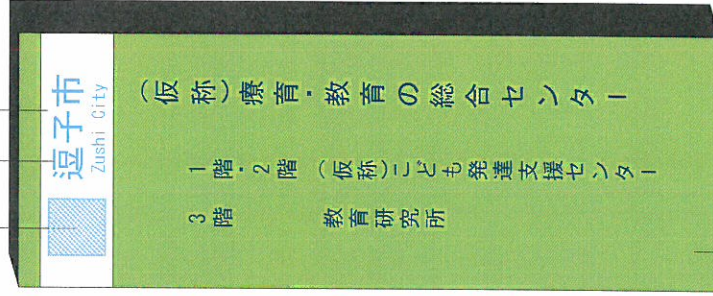 逗子市
Zushi City
（仮称）療育・教育の総合センター
1階・2階　（仮称）こども発達支援センター
3階　教育研究所